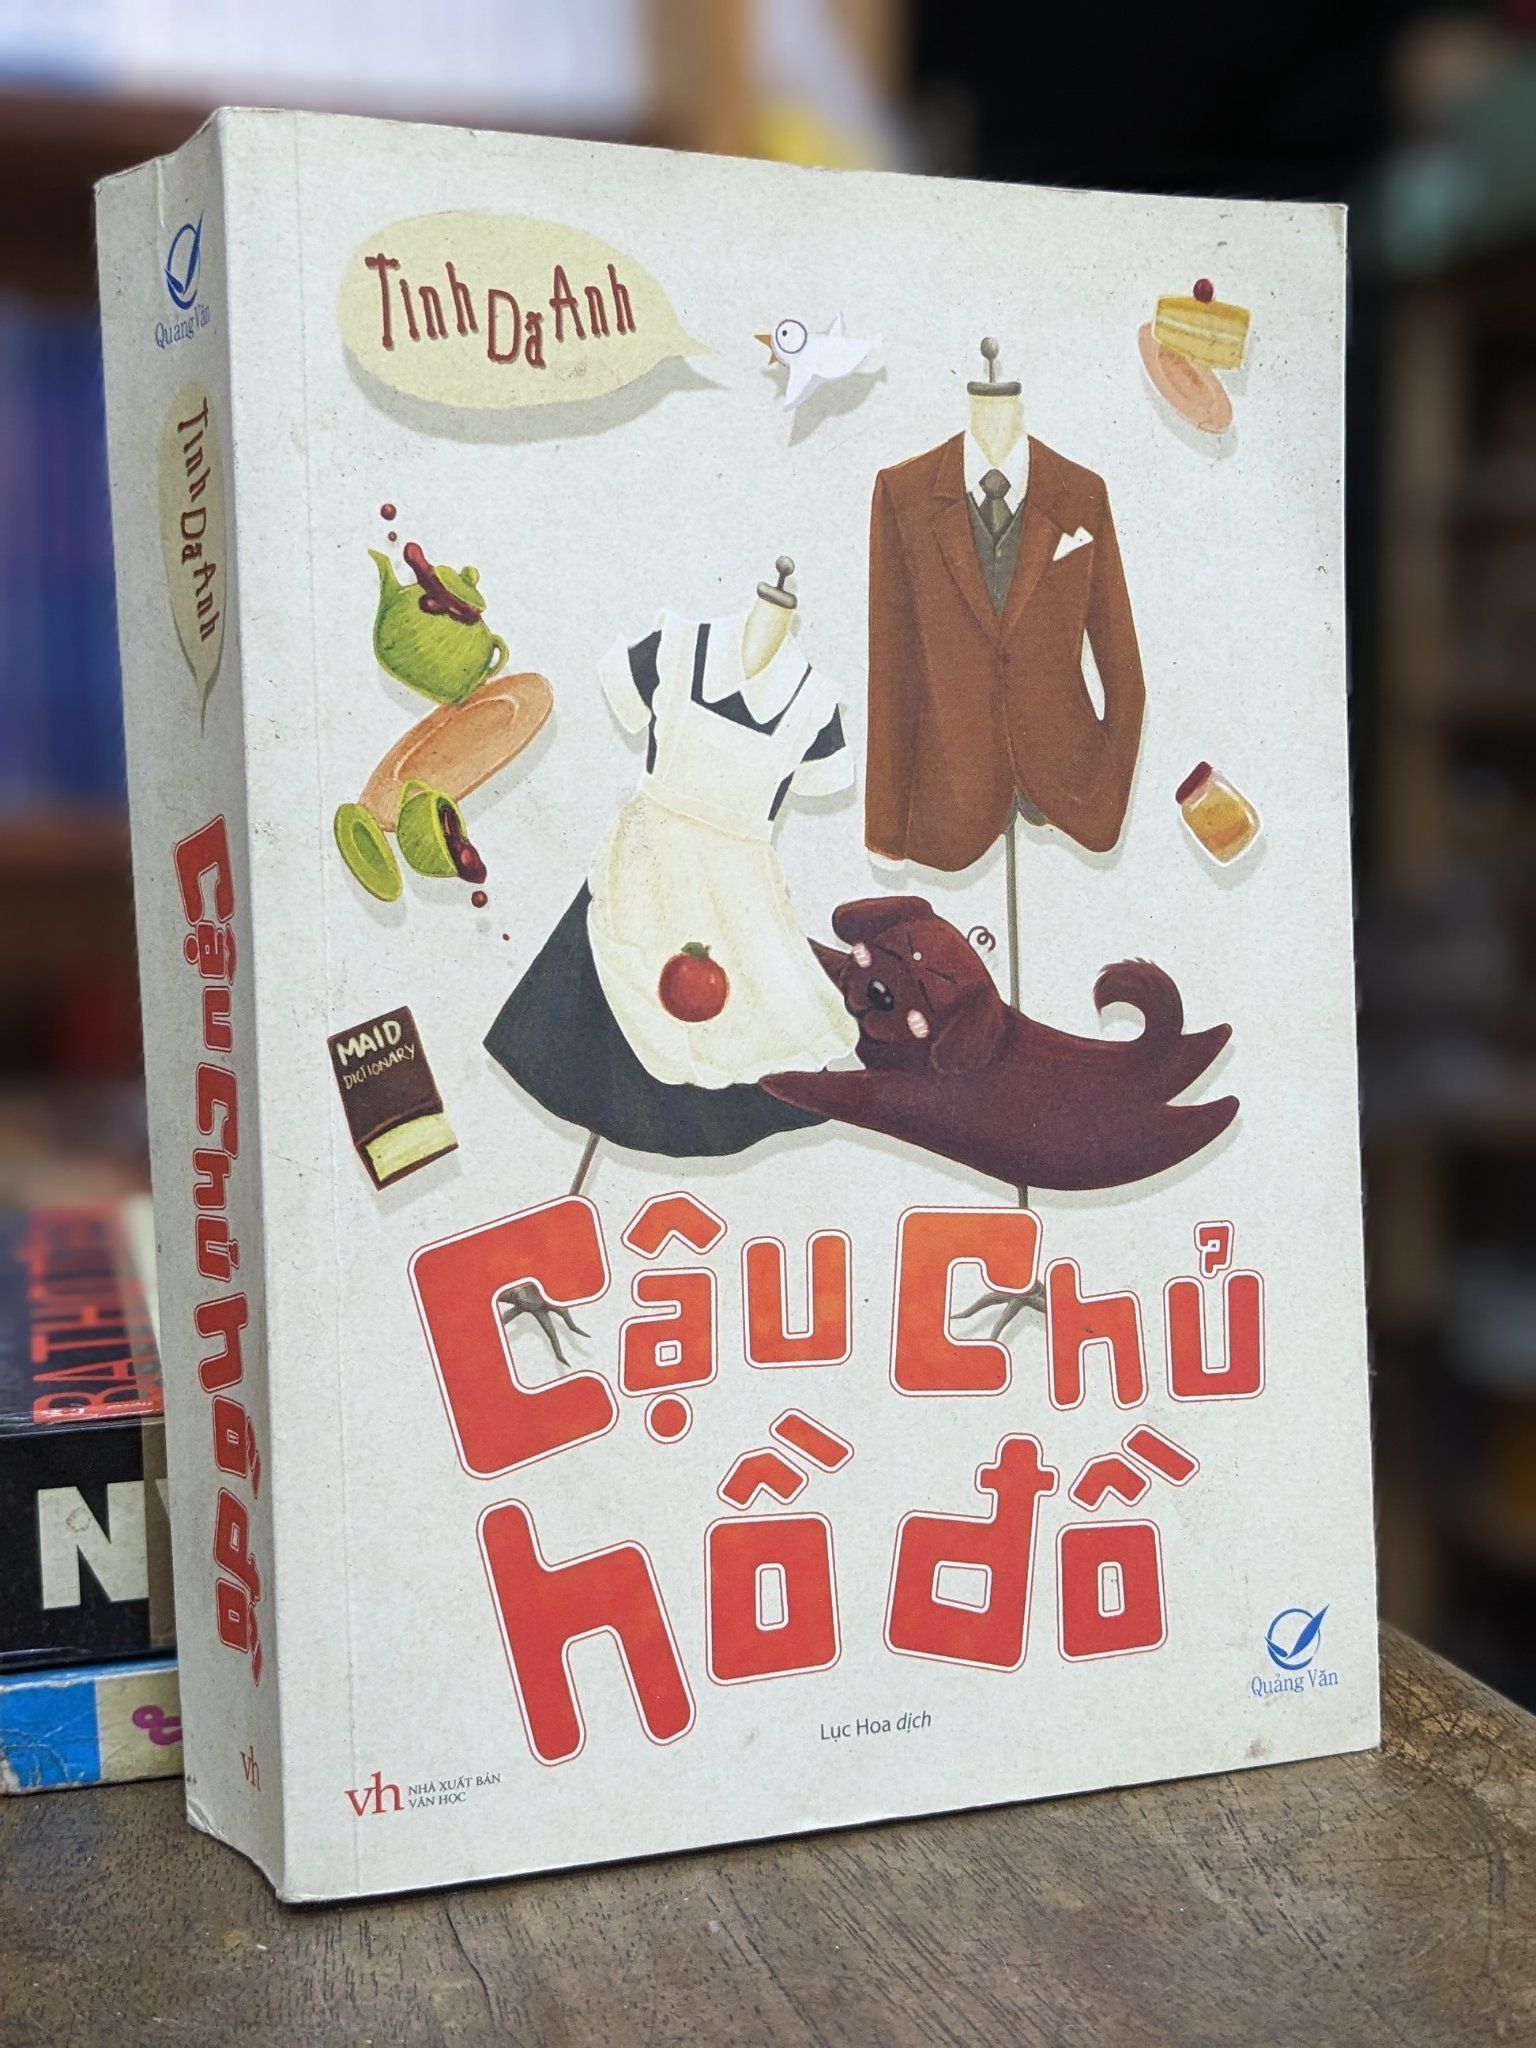 Quảng Văn
Tinh Dã Anh
Cậu Chủ hồ đồ
vh
Tinh Dã Anh
MAID
DICTIONARY
Cậu Chủ
hồ đồ
Quảng Văn
Lục Hoa dịch
vh NHÀ XUẤT BẢN
VĂN HỌC